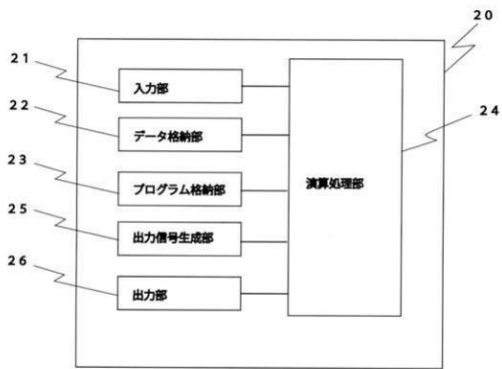 20
21
入力部
22
データ格納部
24
23
プログラム格納部
演算処理部
25
出力信号生成部
26
出力部